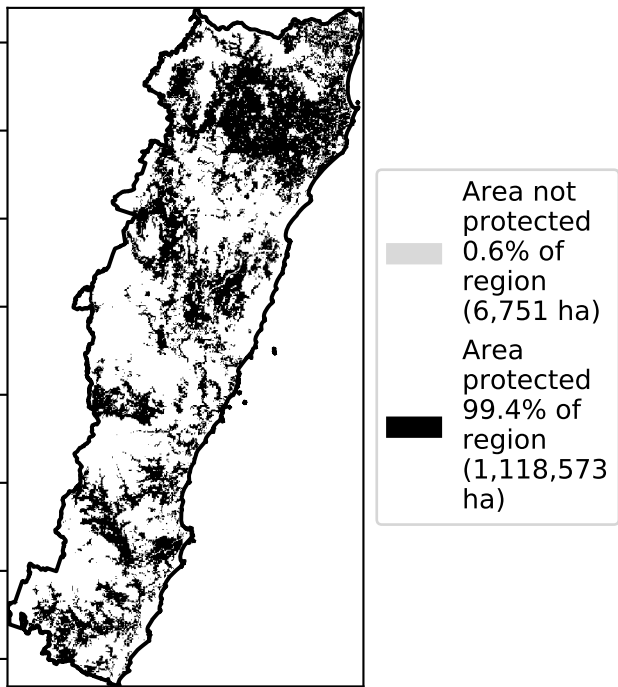 Area not
protected
0.6% of
region
(6,751 ha)
Area
protected
99.4% of
region
(1,118,573
ha)